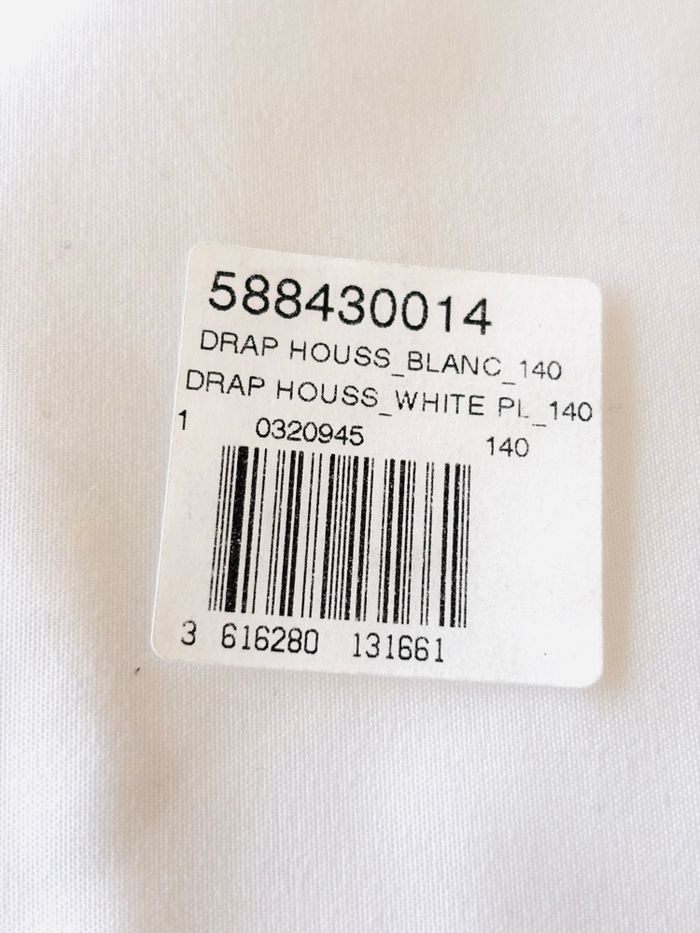 588430014
DRAP HOUSS_BLANC_140
DRAP HOUSS_WHITE PL_140
1 0320945 140
3 616280 131661